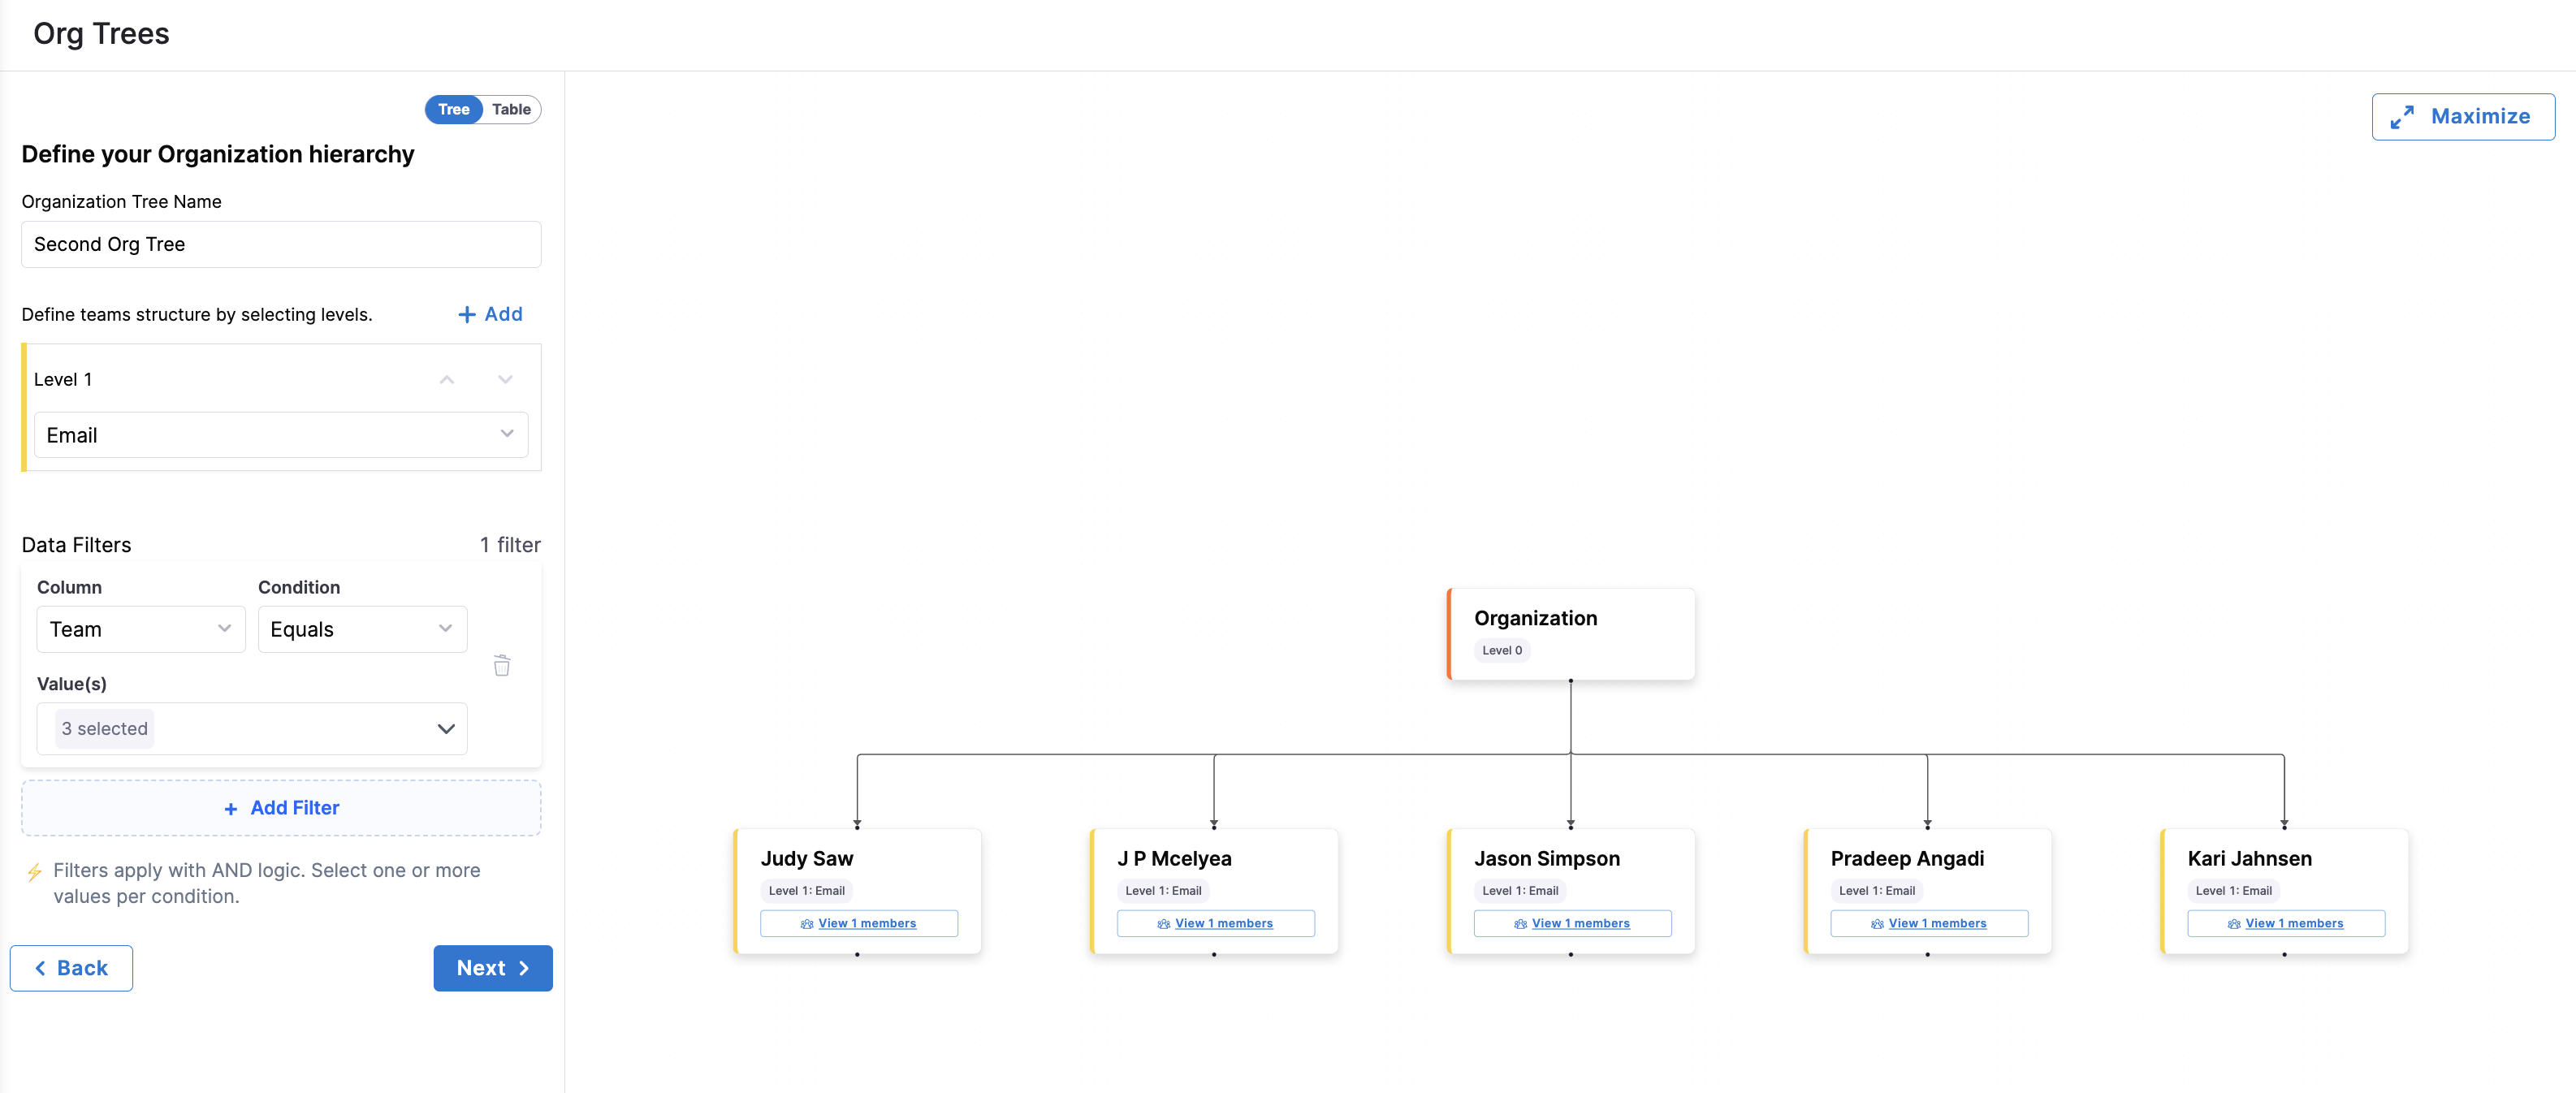 Org Trees
Tree Table
Maximize
Define your Organization hierarchy
Organization Tree Name
Second Org Tree
Define teams structure by selecting levels.
+ Add
Level 1
Email
Data Filters
1 filter
Column
Condition
Team
Equals
Value(s)
3 selected
+ Add Filter
Filters apply with AND logic. Select one or more
values per condition.
Back
Next
Organization
Level 0
Judy Saw
Level 1: Email
View 1 members
J P Mcelyea
Level 1: Email
View 1 members
Jason Simpson
Level 1: Email
View 1 members
Pradeep Angadi
Level 1: Email
View 1 members
Kari Jahnsen
Level 1: Email
View 1 members